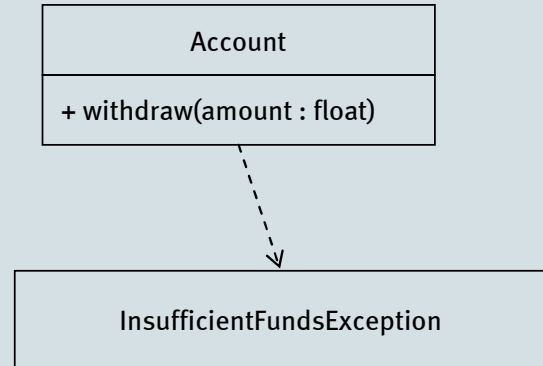 Account
+ withdraw(amount : float)
InsufficientFundsException